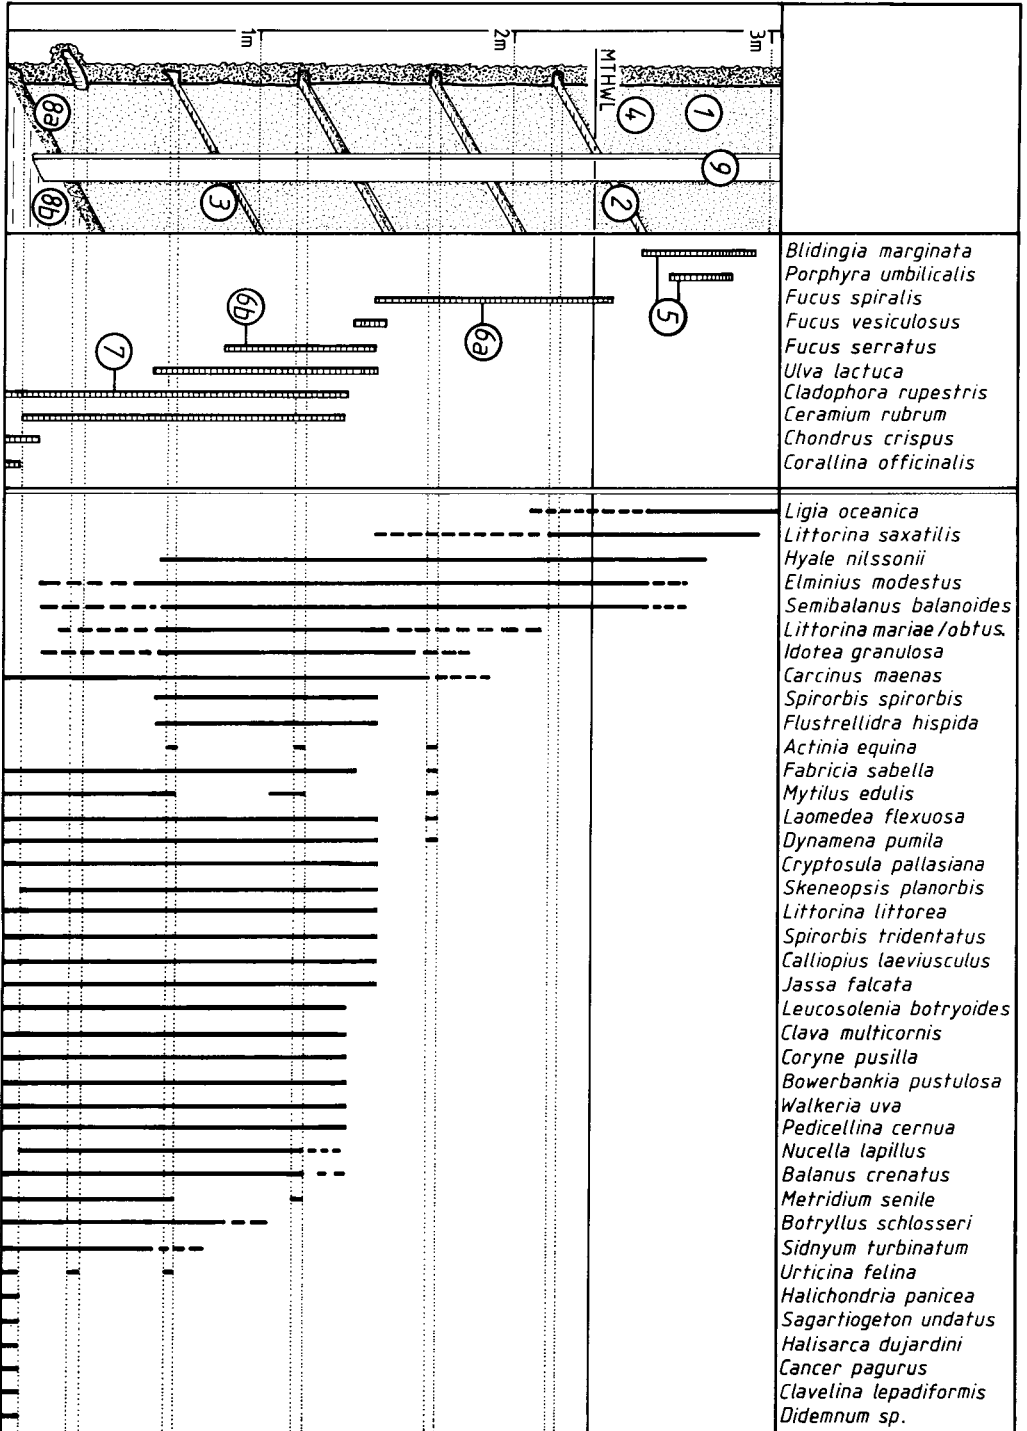 1m
2m
3m
MTHWL
8a
4
1
9
8b
3
2
Blidingia marginata
Porphyra umbilicalis
Fucus spiralis
6b
5
Fucus vesiculosus
6a
Fucus serratus
7
Ulva lactuca
Cladophora rupestris
Ceramium rubrum
Chondrus crispus
Corallina officinalis
Ligia oceanica
Littorina saxatilis
Hyale nilssonii
Elminius modestus
Semibalanus balanoides
Littorina mariae/obtus.
Idotea granulosa
Carcinus maenas
Spirorbis spirorbis
Flustrellidra hispida
Actinia equina
Fabricia sabella
Mytilus edulis
Laomedea flexuosa
Dynamena pumila
Cryptosula pallasiana
Skeneopsis planorbis
Littorina littorea
Spirorbis tridentatus
Calliopius laeviusculus
Jassa falcata
Leucosolenia botryoides
Clava multicornis
Coryne pusilla
Bowerbankia pustulosa
Walkeria uva
Pedicellina cernua
Nucella lapillus
Balanus crenatus
Metridium senile
Botryllus schlosseri
Sidnyum turbinatum
Urticina felina
Halichondria panicea
Sagartiogeton undatus
Halisarca dujardini
Cancer pagurus
Clavelina lepadiformis
Didemnum sp.